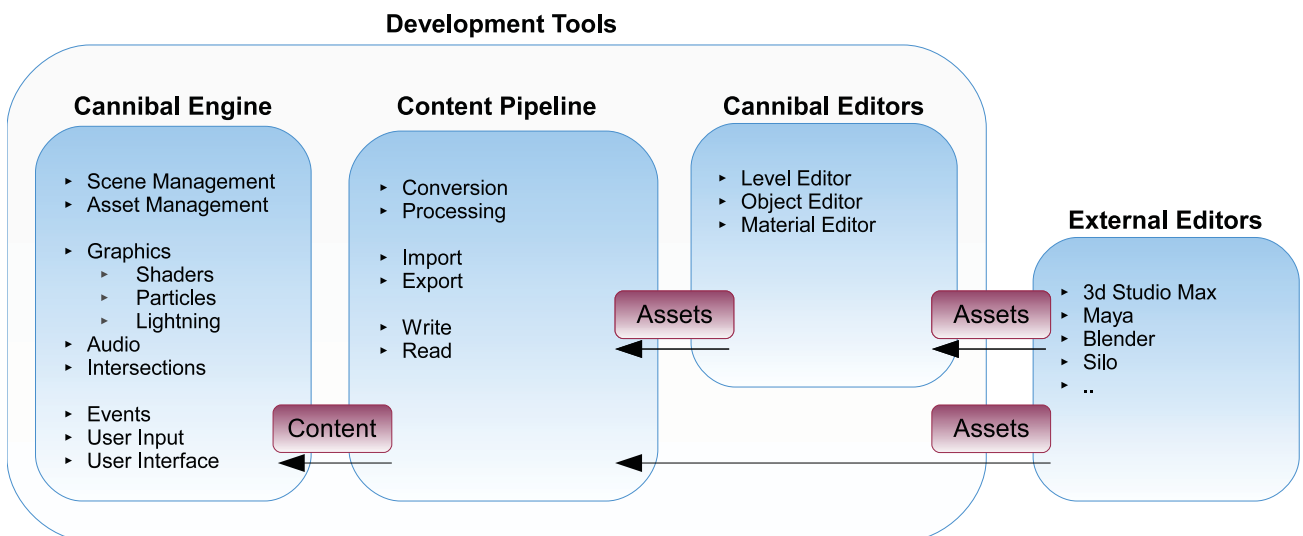 Development Tools
Cannibal Engine
Scene Management
Asset Management
Graphics
Shaders
Particles
Lightning
Audio
Intersections
Events
User Input
User Interface
Content
Content Pipeline
Conversion
Processing
Import
Export
Write
Read
Assets
Cannibal Editors
Level Editor
Object Editor
Material Editor
Assets
Assets
External Editors
3d Studio Max
Maya
Blender
Silo
..